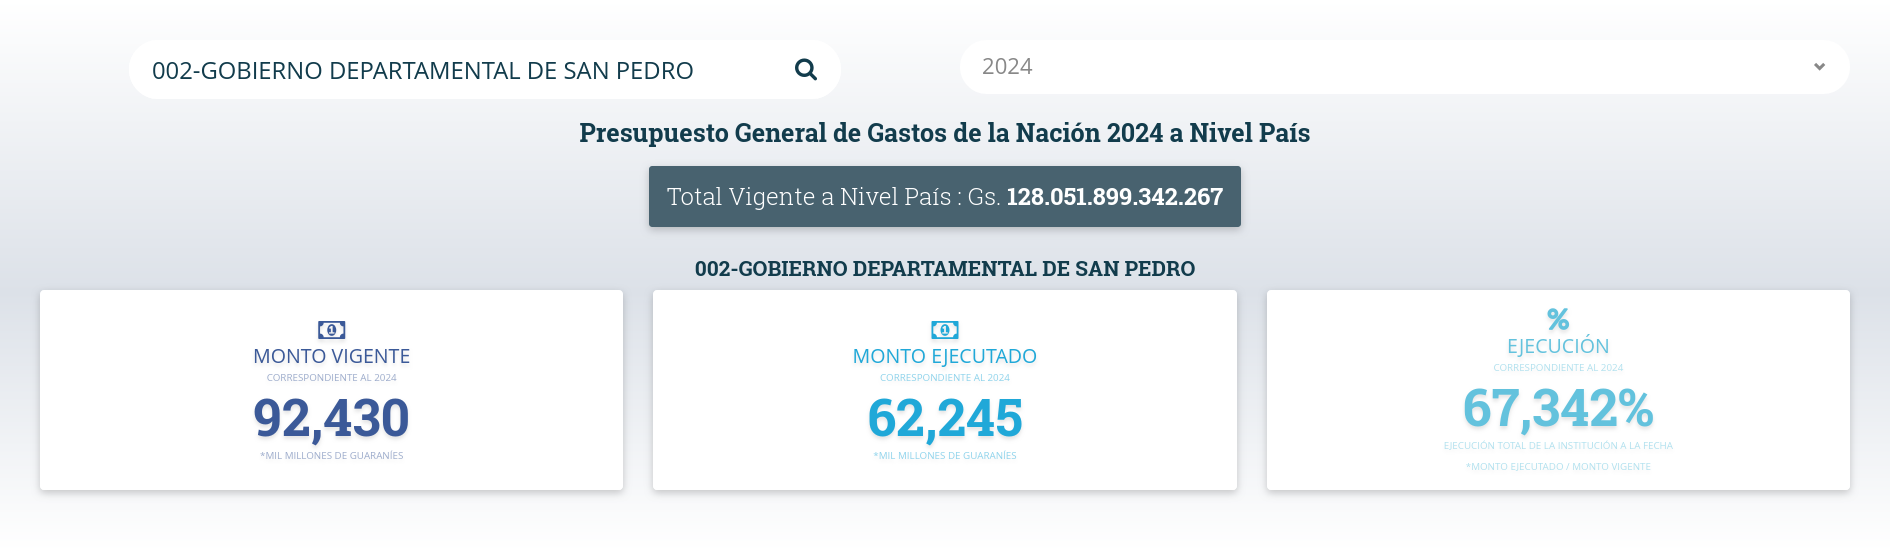 002-GOBIERNO DEPARTAMENTAL DE SAN PEDRO
2024
Presupuesto General de Gastos de la Nación 2024 a Nivel País
Total Vigente a Nivel País : Gs. 128.051.899.342.267
002-GOBIERNO DEPARTAMENTAL DE SAN PEDRO
MONTO VIGENTE
CORRESPONDIENTE AL 2024
92,430
*MIL MILLONES DE GUARANÍES
MONTO EJECUTADO
CORRESPONDIENTE AL 2024
62,245
*MIL MILLONES DE GUARANÍES
%
EJECUCIÓN
CORRESPONDIENTE AL 2024
67,342%
EJECUCIÓN TOTAL DE LA INSTITUCIÓN A LA FECHA
*MONTO EJECUTADO / MONTO VIGENTE